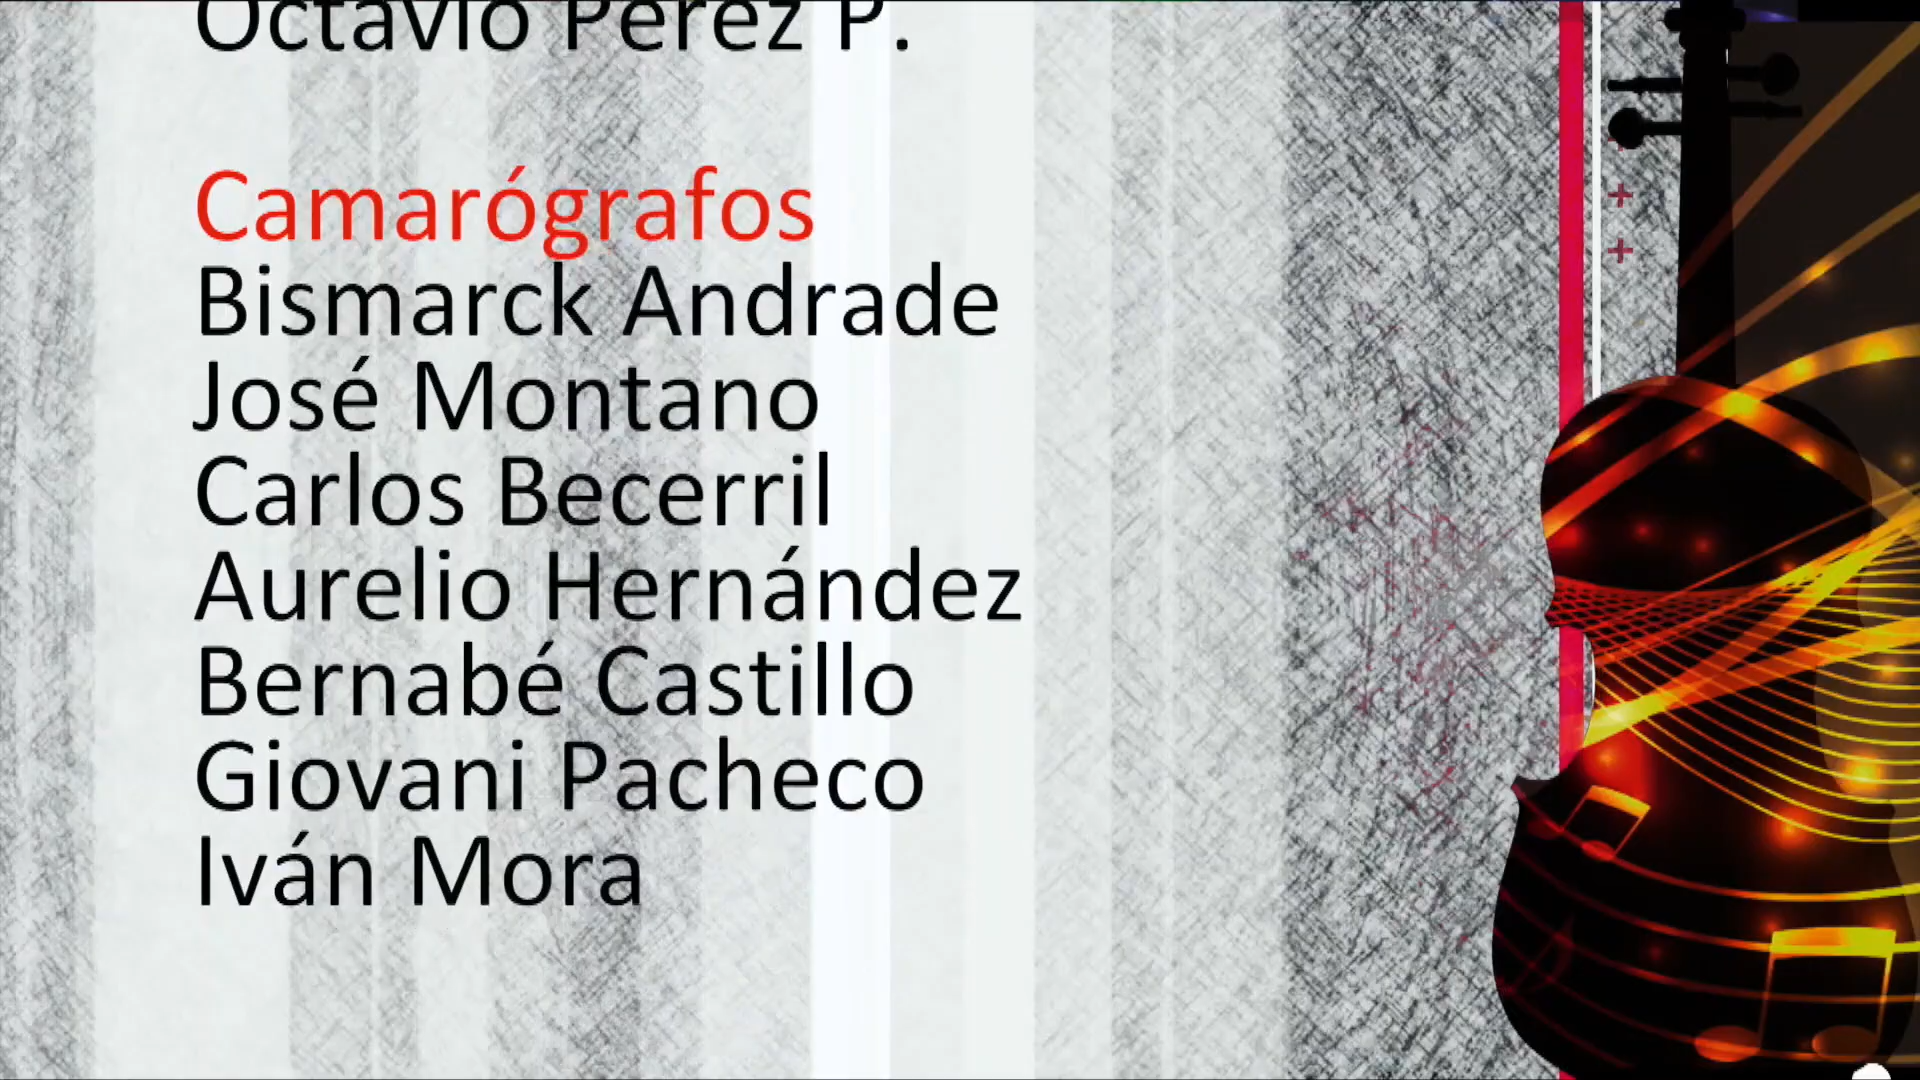 Octavio Pérez P.
Camarógrafos
Bismarck Andrade
José Montano
Carlos Becerril
Aurelio Hernández
Bernabé Castillo
Giovani Pacheco
Iván Mora